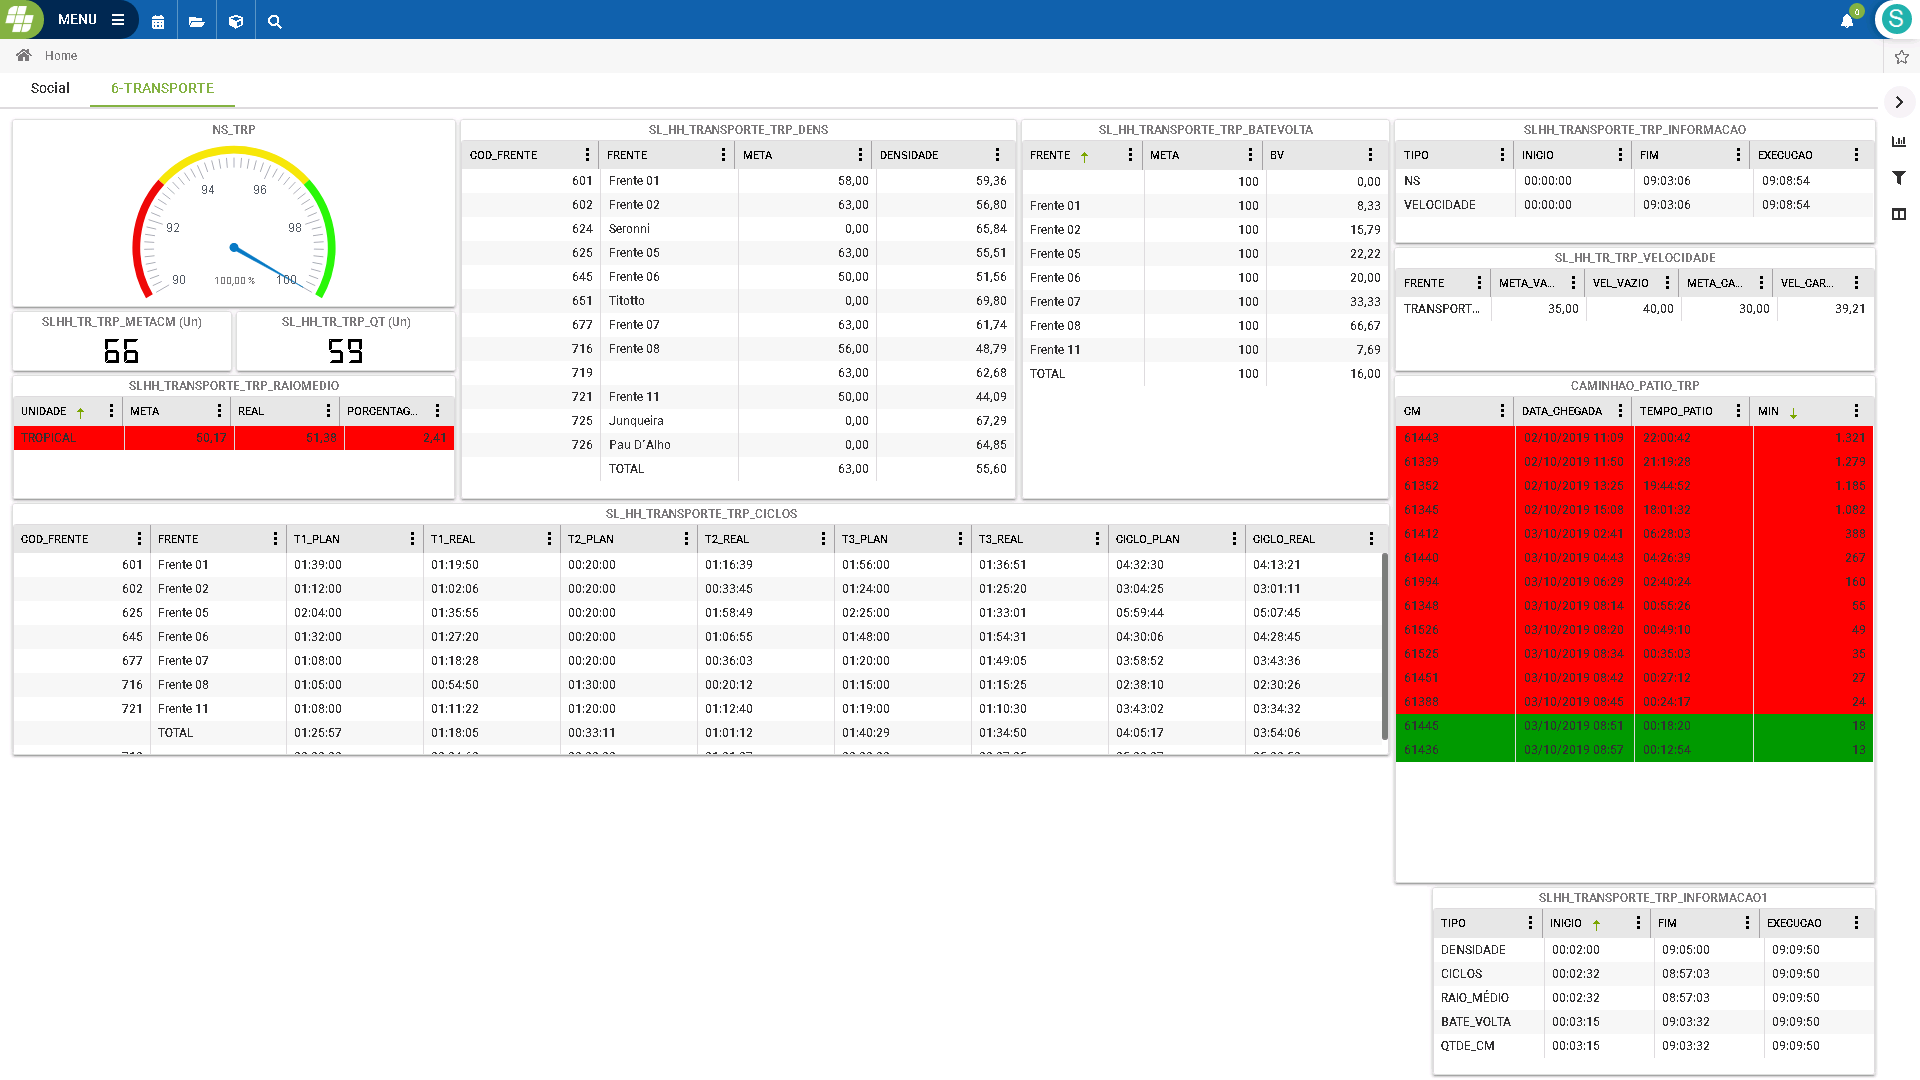 MENU
0
S
Home
Social 6-TRANSPORTE
NS_TRP
90 92 94 96 98 100
100,00 %
SLHH_TR_TRP_METACM (Un)
66
SLHH_TR_TRP_QT (Un)
59
SLHH_TRANSPORTE_TRP_RAIOMEDIO
UNIDADE META REAL PORCENTAG...
TROPICAL 50,17 51,38 2,41
SL_HH_TRANSPORTE_TRP_DENS
COD_FRENTE FRENTE META DENSIDADE
601 Frente 01 58,00 59,36
602 Frente 02 63,00 56,80
624 Seronni 0,00 65,84
625 Frente 05 63,00 55,51
645 Frente 06 50,00 51,56
651 Titotto 0,00 69,80
677 Frente 07 63,00 61,74
716 Frente 08 56,00 48,79
719 63,00 62,68
721 Frente 11 50,00 44,09
725 Junqueira 0,00 67,29
726 Pau D´Alho 0,00 64,85
TOTAL 63,00 55,60
SL_HH_TRANSPORTE_TRP_BATEVOLTA
FRENTE META BV
100 0,00
Frente 01 100 8,33
Frente 02 100 15,79
Frente 05 100 22,22
Frente 06 100 20,00
Frente 07 100 33,33
Frente 08 100 66,67
Frente 11 100 7,69
TOTAL 100 16,00
SLHH_TRANSPORTE_TRP_INFORMACAO
TIPO INICIO FIM EXECUCAO
NS 00:00:00 09:03:06 09:08:54
VELOCIDADE 00:00:00 09:03:06 09:08:54
SL_HH_TR_TRP_VELOCIDADE
FRENTE META_VA... VEL_VAZIO META_CA... VEL_CAR...
TRANSPORT... 35,00 40,00 30,00 39,21
CAMINHAO_PATIO_TRP
CM DATA_CHEGADA TEMPO_PATIO MIN
61443 02/10/2019 11:09 22:00:42 1.321
61339 02/10/2019 11:50 21:19:28 1.279
61352 02/10/2019 13:25 19:44:52 1.185
61345 02/10/2019 15:08 18:01:32 1.082
61412 03/10/2019 02:41 06:28:03 388
61440 03/10/2019 04:43 04:26:39 267
61294 03/10/2019 06:29 02:40:24 160
61348 03/10/2019 08:14 00:55:26 55
61526 03/10/2019 08:20 00:49:10 49
61525 03/10/2019 08:34 00:35:03 35
61451 03/10/2019 08:42 00:27:12 27
61388 03/10/2019 08:45 00:24:17 24
61445 03/10/2019 08:51 00:18:20 18
61436 03/10/2019 08:57 00:12:54 13
SL_HH_TRANSPORTE_TRP_CICLOS
COD_FRENTE FRENTE T1_PLAN T1_REAL T2_PLAN T2_REAL T3_PLAN T3_REAL CICLO_PLAN CICLO_REAL
601 Frente 01 01:39:00 01:19:50 00:20:00 01:16:39 01:56:00 01:36:51 04:32:30 04:13:21
602 Frente 02 01:12:00 01:02:06 00:20:00 00:33:45 01:24:00 01:25:20 03:04:25 03:01:11
625 Frente 05 02:04:00 01:35:55 00:20:00 01:58:49 02:25:00 01:33:01 05:59:44 05:07:45
645 Frente 06 01:32:00 01:27:20 00:20:00 01:06:55 01:48:00 01:54:31 04:30:06 04:28:45
677 Frente 07 01:08:00 01:18:28 00:20:00 00:36:03 01:20:00 01:49:05 03:58:52 03:43:36
716 Frente 08 01:05:00 00:54:50 01:30:00 00:20:12 01:15:00 01:15:25 02:38:10 02:30:26
721 Frente 11 01:08:00 01:11:22 01:20:00 01:12:40 01:19:00 01:10:30 03:43:02 03:34:32
TOTAL 01:25:57 01:18:05 00:33:11 01:01:12 01:40:29 01:34:50 04:05:17 03:54:06
SLHH_TRANSPORTE_TRP_INFORMACAO1
TIPO INICIO FIM EXECUCAO
DENSIDADE 00:02:00 09:05:00 09:09:50
CICLOS 00:02:32 08:57:03 09:09:50
RAIO_MÉDIO 00:02:32 08:57:03 09:09:50
BATE_VOLTA 00:03:15 09:03:32 09:09:50
QTDE_CM 00:03:15 09:03:32 09:09:50